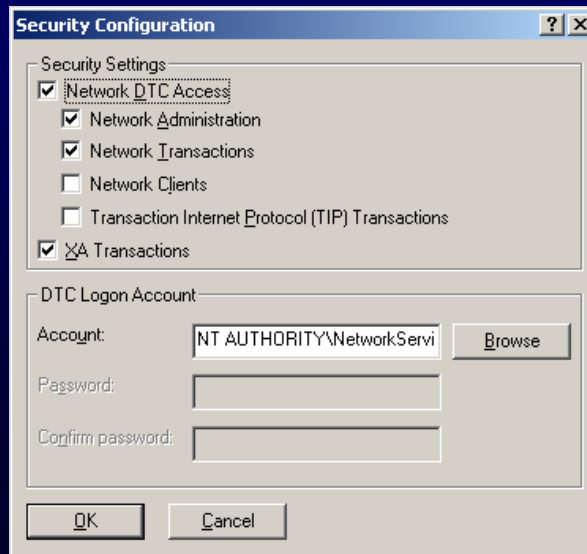 Security Configuration
Security Settings
Network DTC Access
Network Administration
Network Transactions
Network Clients
Transaction Internet Protocol (TIP) Transactions
XA Transactions
DTC Logon Account
Account: NT AUTHORITY\NetworkServi Browse
Password:
Confirm password:
OK Cancel